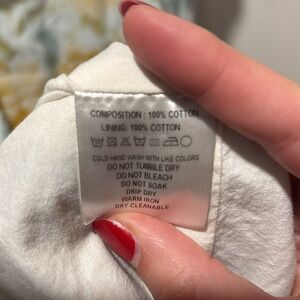 COMPOSITION : 100% COTTON
LINING: 100% COTTON
COLD HAND WASH WITH LIKE COLORS
DO NOT TUMBLE DRY
DO NOT BLEACH
DO NOT SOAK
DRIP DRY
WARM IRON
DRY CLEANABLE